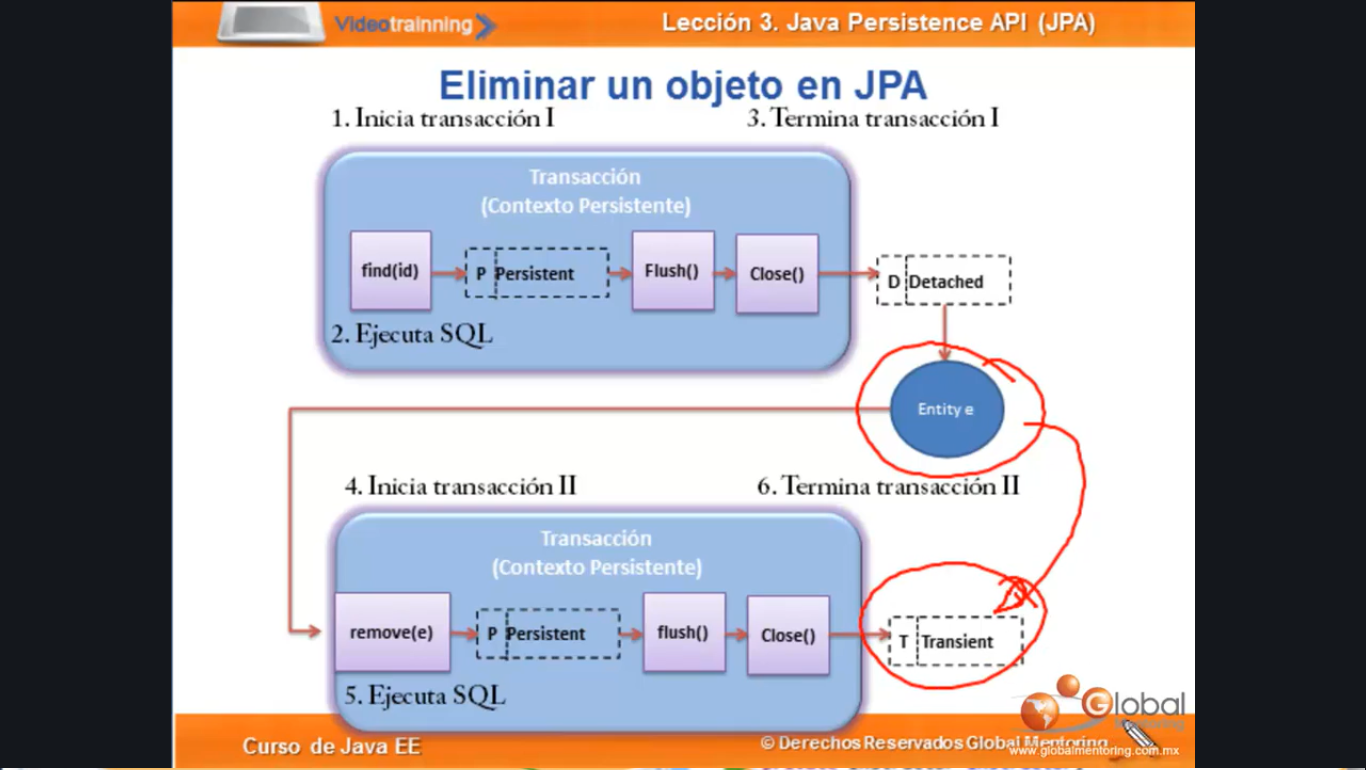 Videotrainning
Lección 3. Java Persistence API (JPA)
Eliminar un objeto en JPA
1. Inicia transacción I
3. Termina transacción I
Transacción
(Contexto Persistente)
find(id)
P Persistent
Flush()
Close()
D Detached
2. Ejecuta SQL
Entity e
4. Inicia transacción II
6. Termina transacción II
Transacción
(Contexto Persistente)
remove(e)
P Persistent
flush()
Close()
T Transient
5. Ejecuta SQL
Global
Mentoring
Curso de Java EE
© Derechos Reservados Global Mentoring
www.globalmentoring.com.mx